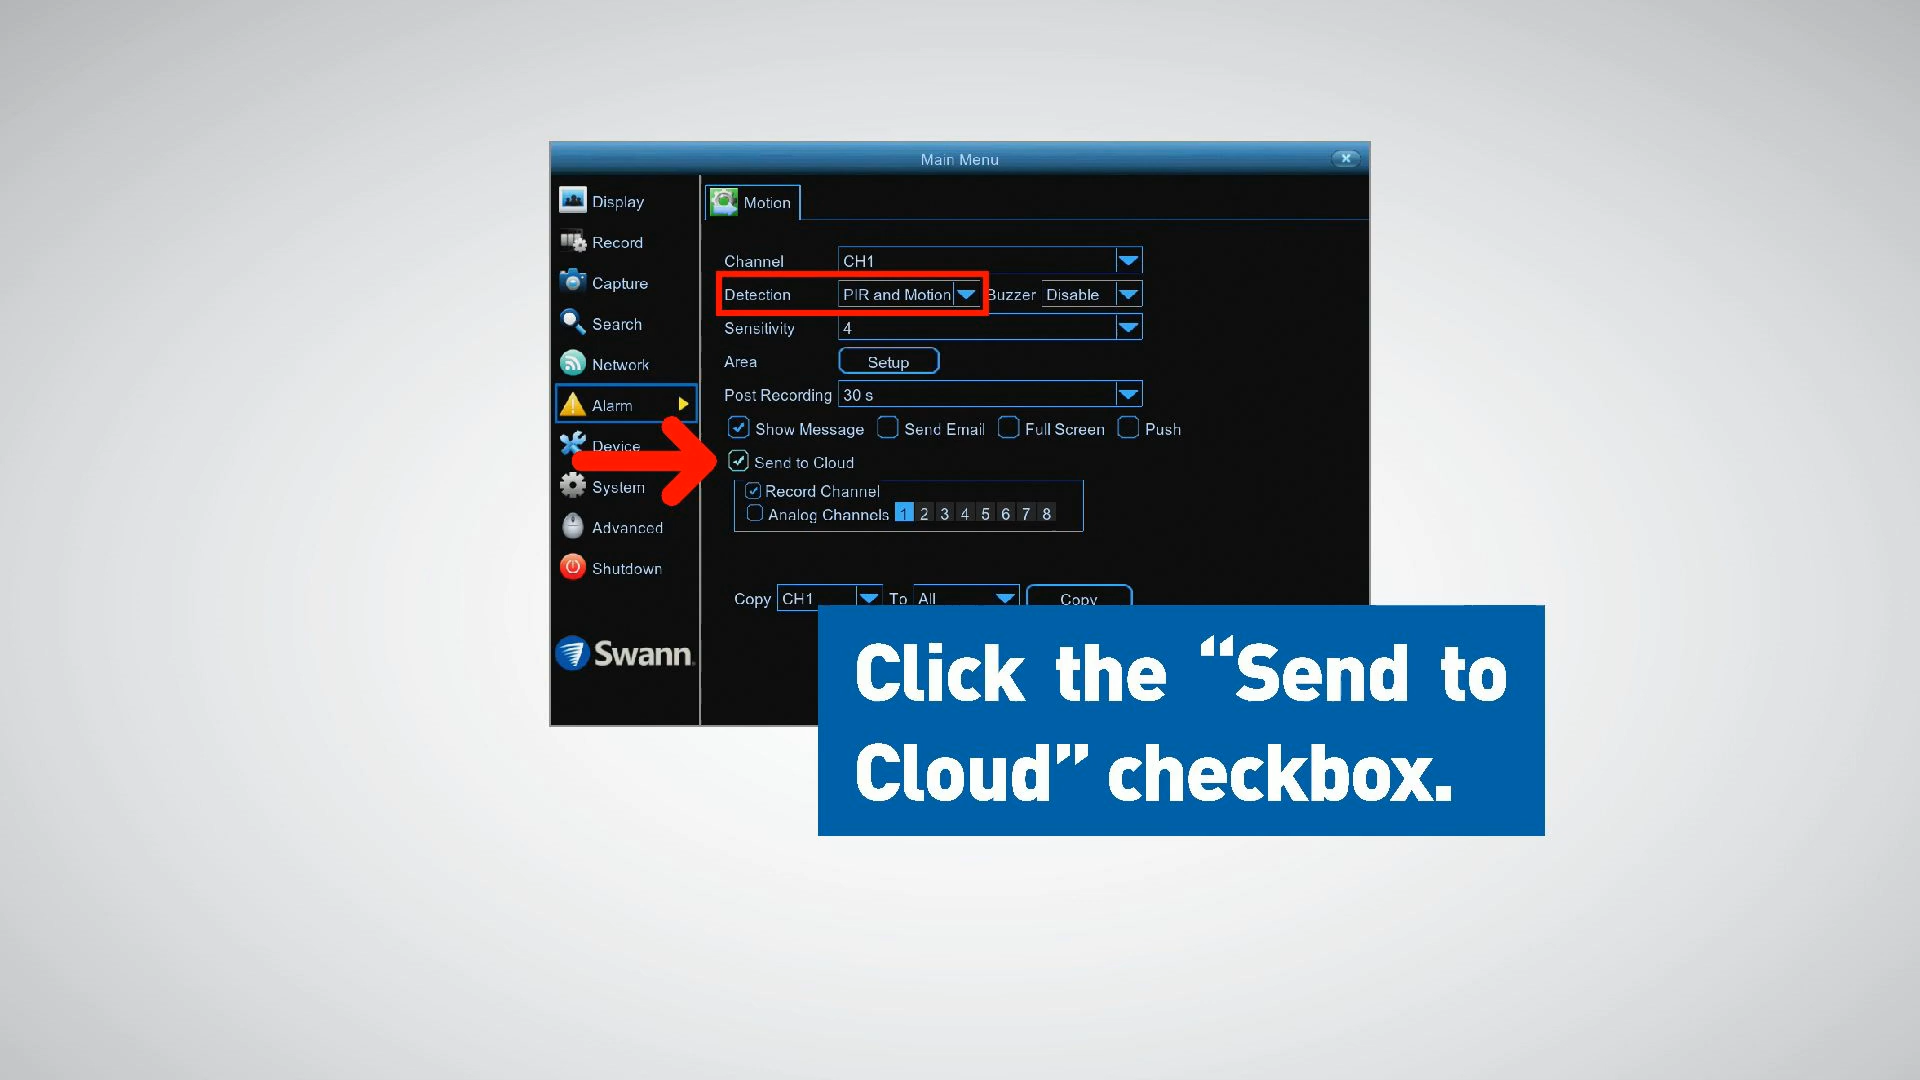 Main Menu
Display
Record
Capture
Search
Network
Alarm
Device
System
Advanced
Shutdown
Swann
Motion
Channel CH1
Detection PIR and Motion Buzzer Disable
Sensitivity 4
Area Setup
Post Recording 30 s
Show Message Send Email Full Screen Push
Send to Cloud
Record Channel
Analog Channels 1 2 3 4 5 6 7 8
Copy CH1 To All Copy
Click the “Send to
Cloud” checkbox.